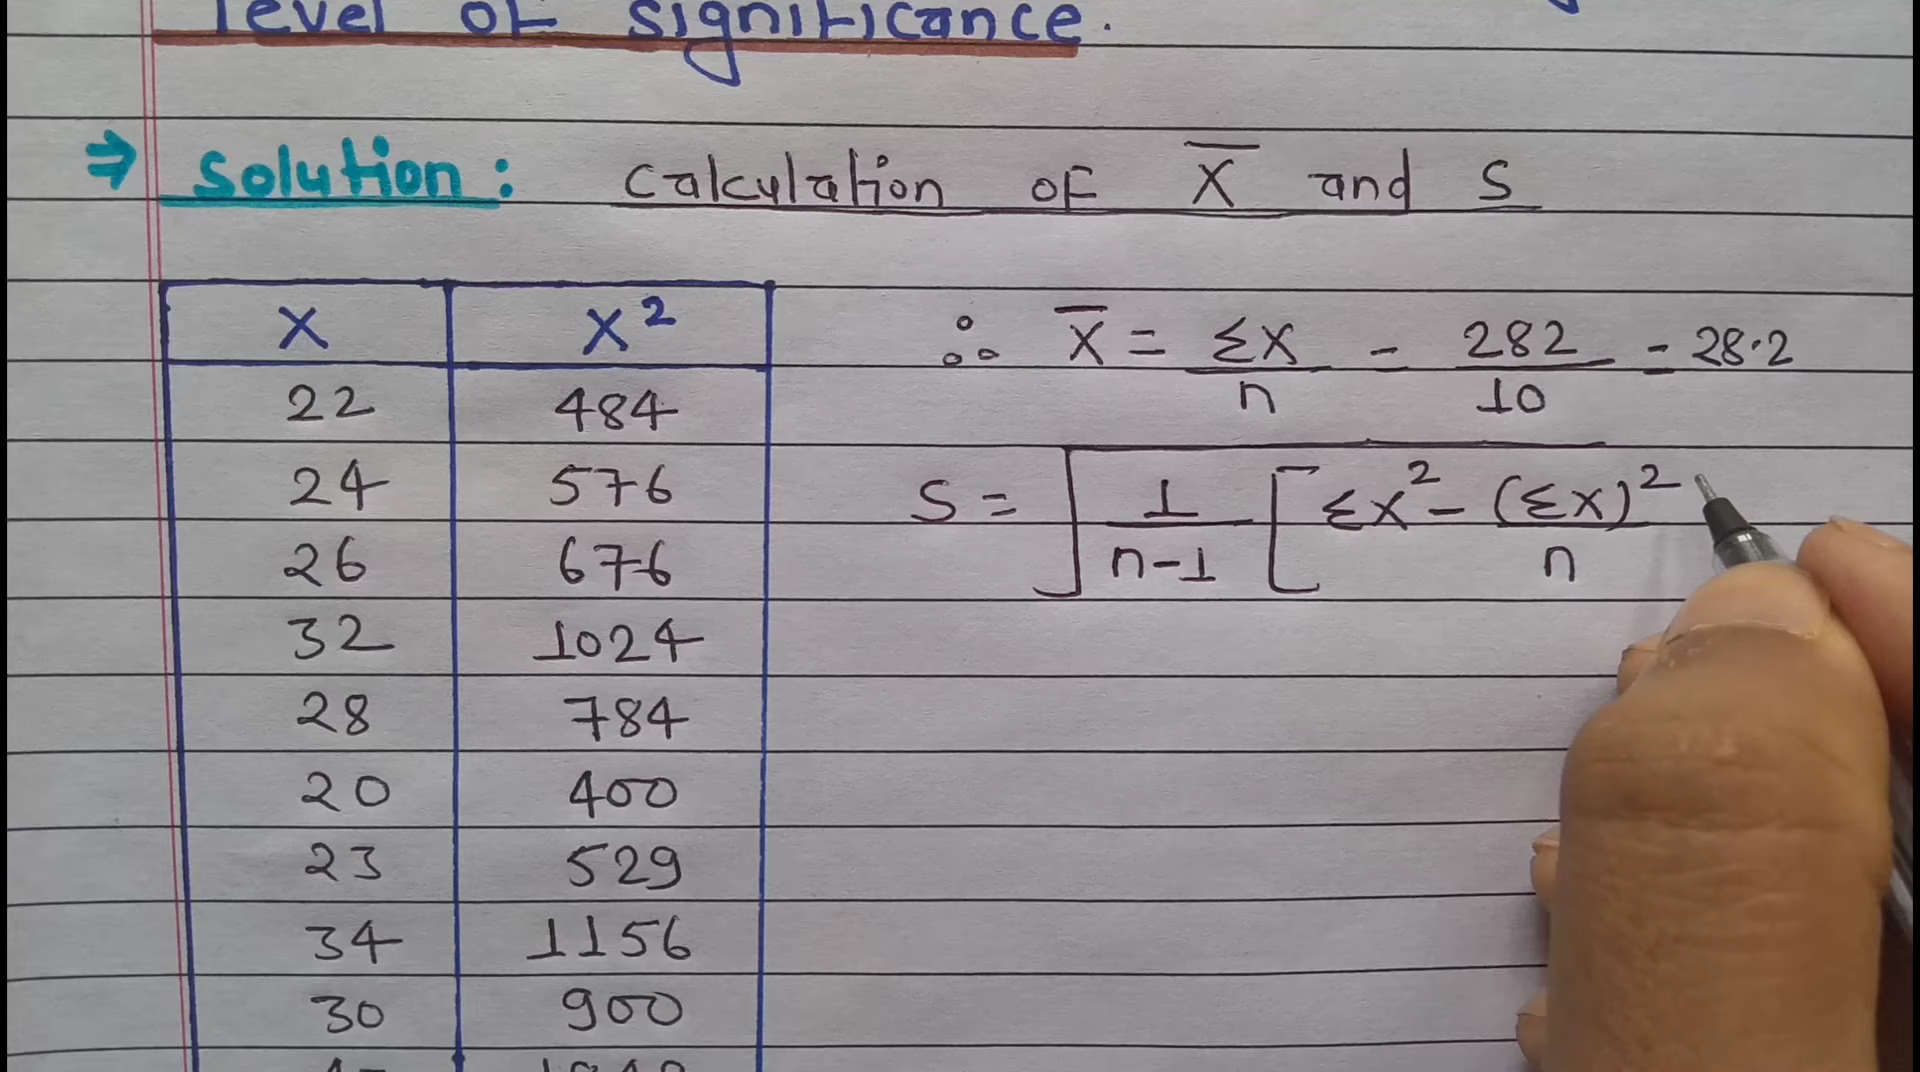 level of significance.
⇒ Solution: Calculation of X̅ and S
X X²
∴ X̅ = ΣX/n = 282/10 = 28.2
22 484
S = √ 1/n-1 [ ΣX² - (ΣX)²/n
24 576
26 676
32 1024
28 784
20 400
23 529
34 1156
30 900